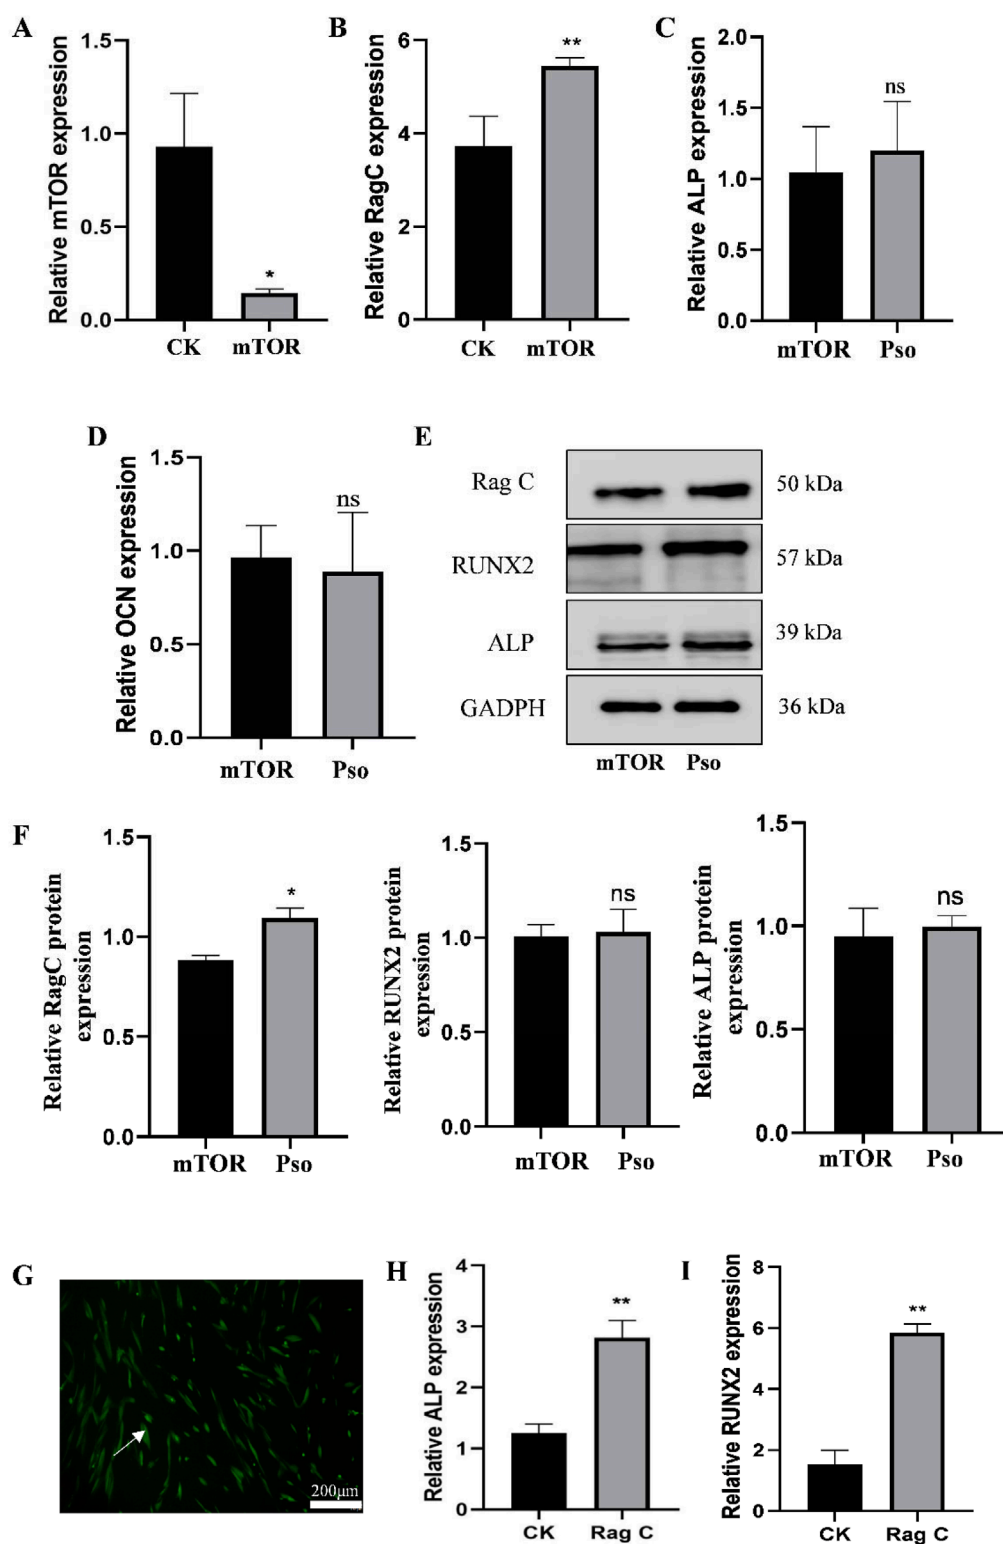 A
Relative mTOR expression
1.5
1.0
0.5
0.0
*
CK mTOR
B
Relative RagC expression
6
4
2
0
**
CK mTOR
C
Relative ALP expression
2.0
1.5
1.0
0.5
0.0
ns
mTOR Pso
D
Relative OCN expression
1.5
1.0
0.5
0.0
ns
mTOR Pso
E
Rag C 50 kDa
RUNX2 57 kDa
ALP 39 kDa
GADPH 36 kDa
mTOR Pso
F
Relative RagC protein
expression
1.5
1.0
0.5
0.0
*
mTOR Pso
Relative RUNX2 protein
expression
1.5
1.0
0.5
0.0
ns
mTOR Pso
Relative ALP protein
expression
1.5
1.0
0.5
0.0
ns
mTOR Pso
G
200μm
H
Relative ALP expression
4
3
2
1
0
**
CK Rag C
I
Relative RUNX2 expression
8
6
4
2
0
**
CK Rag C